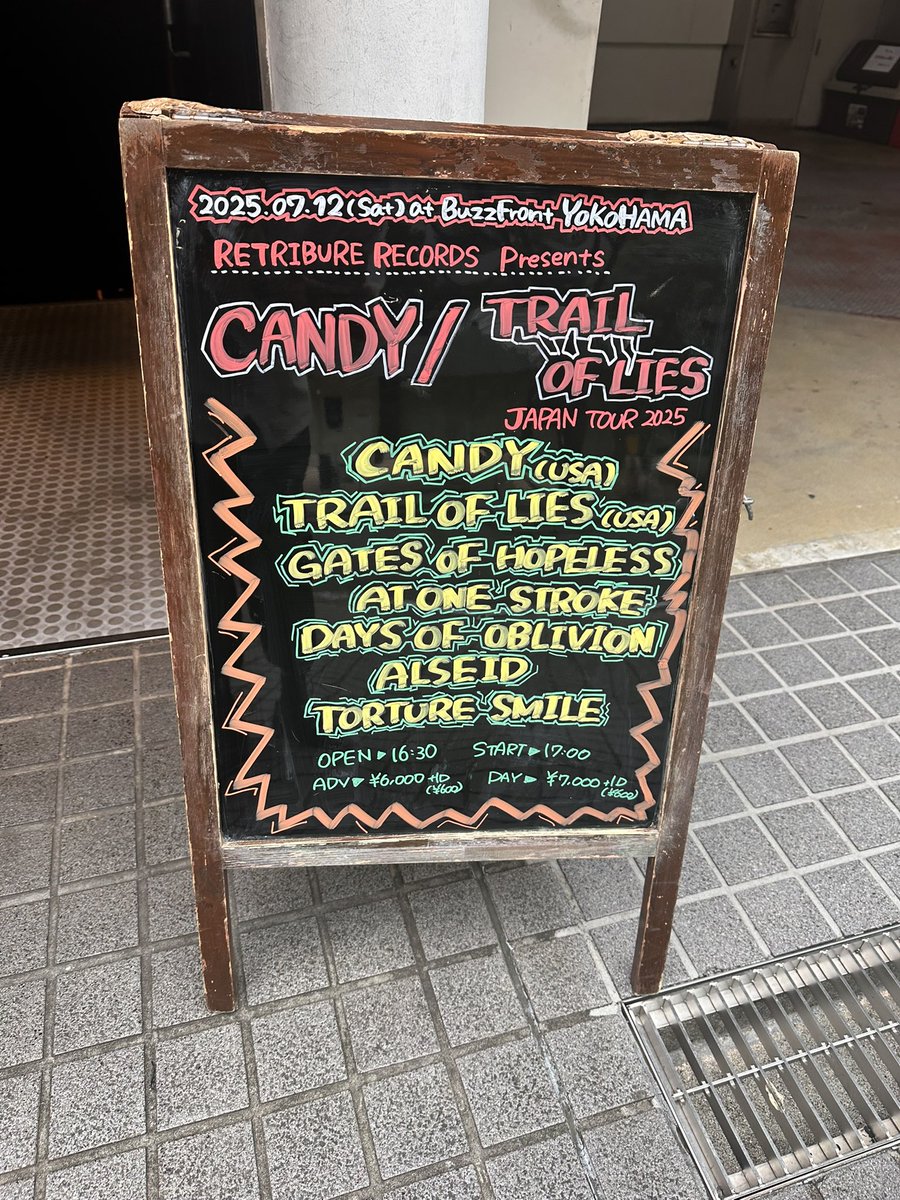 2025.07.12(Sat) at BuzzFront YOKOHAMA
RETRIBURE RECORDS Presents
CANDY / TRAIL OF LIES
JAPAN TOUR 2025
CANDY (USA)
TRAIL OF LIES (USA)
GATES OF HOPELESS
AT ONE STROKE
DAYS OF OBLIVION
ALSEID
TORTURE SMILE
OPEN▶16:30 START▶17:00
ADV▶¥6,000+1D (¥600) DAY▶¥7,000+1D (¥600)